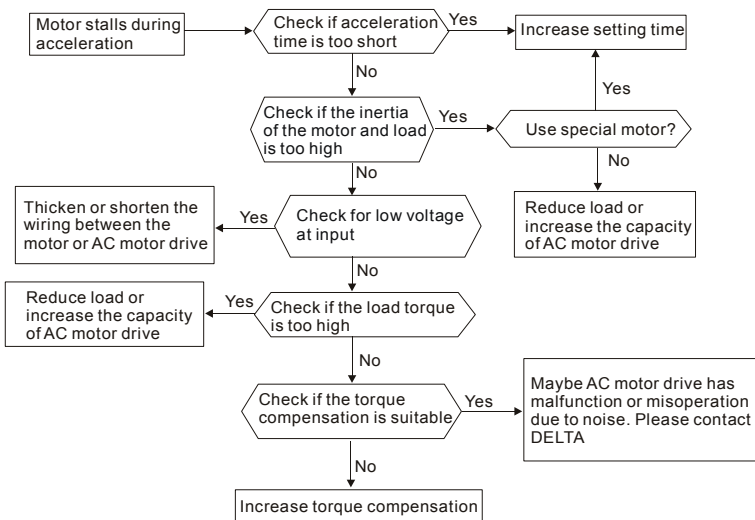 Motor stalls during
acceleration
Check if acceleration
time is too short
Yes
Increase setting time
No
Yes
Check if the inertia
of the motor and load
is too high
Yes
Use special motor?
No
No
Thicken or shorten the
wiring between the
motor or AC motor drive
Yes
Check for low voltage
at input
Reduce load or
increase the capacity
of AC motor drive
No
Reduce load or
increase the capacity
of AC motor drive
Yes
Check if the load torque
is too high
No
Check if the torque
compensation is suitable
Yes
Maybe AC motor drive has
malfunction or misoperation
due to noise. Please contact
DELTA
No
Increase torque compensation